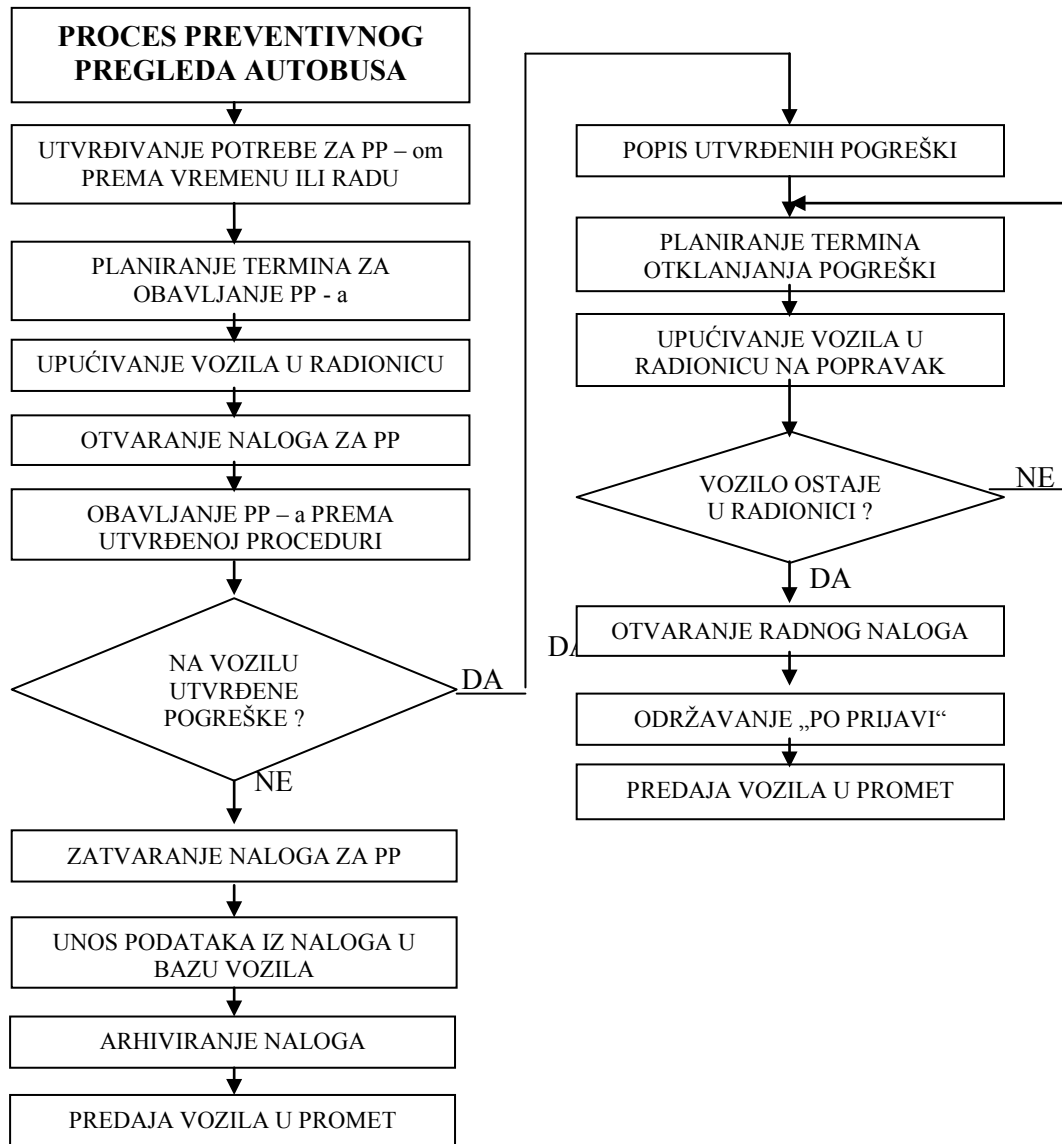 PROCES PREVENTIVNOG
PREGLEDA AUTOBUSA
UTVRĐIVANJE POTREBE ZA PP – om
PREMA VREMENU ILI RADU
PLANIRANJE TERMINA ZA
OBAVLJANJE PP - a
UPUĆIVANJE VOZILA U RADIONICU
OTVARANJE NALOGA ZA PP
OBAVLJANJE PP – a PREMA
UTVRĐENOJ PROCEDURI
NA VOZILU
UTVRĐENE
POGREŠKE ?
DA
NE
ZATVARANJE NALOGA ZA PP
UNOS PODATAKA IZ NALOGA U
BAZU VOZILA
ARHIVIRANJE NALOGA
PREDAJA VOZILA U PROMET
POPIS UTVRĐENIH POGREŠKI
PLANIRANJE TERMINA
OTKLANJANJA POGREŠKI
UPUĆIVANJE VOZILA U
RADIONICU NA POPRAVAK
VOZILO OSTAJE
U RADIONICI ?
NE
DA
DA
OTVARANJE RADNOG NALOGA
ODRŽAVANJE „PO PRIJAVI“
PREDAJA VOZILA U PROMET